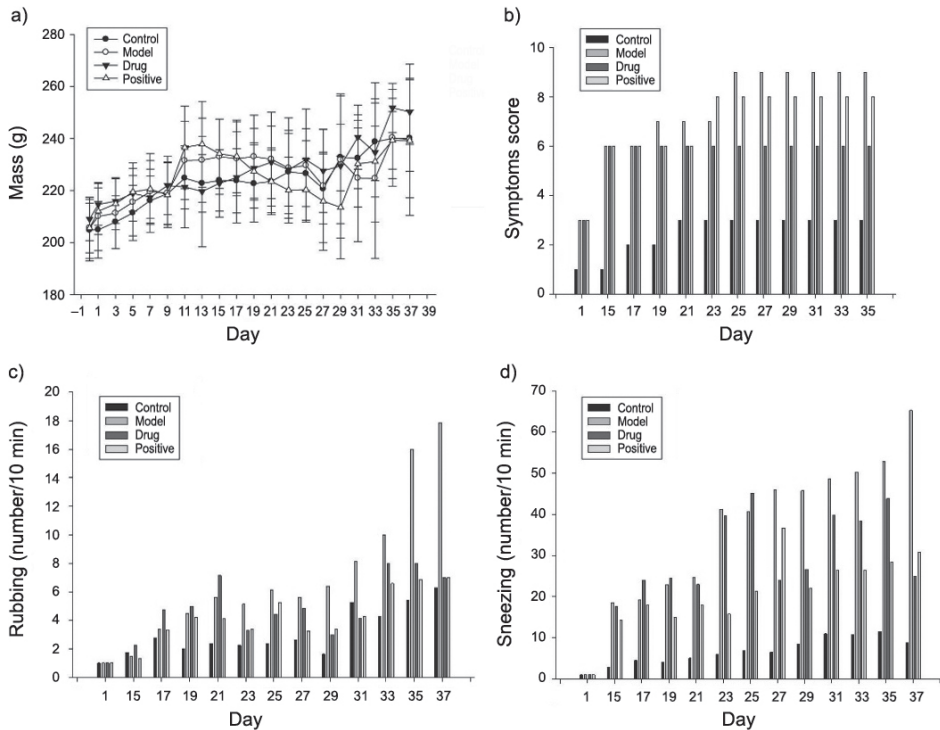 a)
Control
Model
Drug
Positive
Mass (g)
280
260
240
220
200
180
–1 1 3 5 7 9 11 13 15 17 19 21 23 25 27 29 31 33 35 37 39
Day
b)
Control
Model
Drug
Positive
Symptoms score
10
8
6
4
2
0
1 15 17 19 21 23 25 27 29 31 33 35
Day
c)
Control
Model
Drug
Positive
Rubbing (number/10 min)
20
18
16
14
12
10
8
6
4
2
0
1 15 17 19 21 23 25 27 29 31 33 35 37
Day
d)
Control
Model
Drug
Positive
Sneezing (number/10 min)
70
60
50
40
30
20
10
0
1 15 17 19 21 23 25 27 29 31 33 35 37
Day